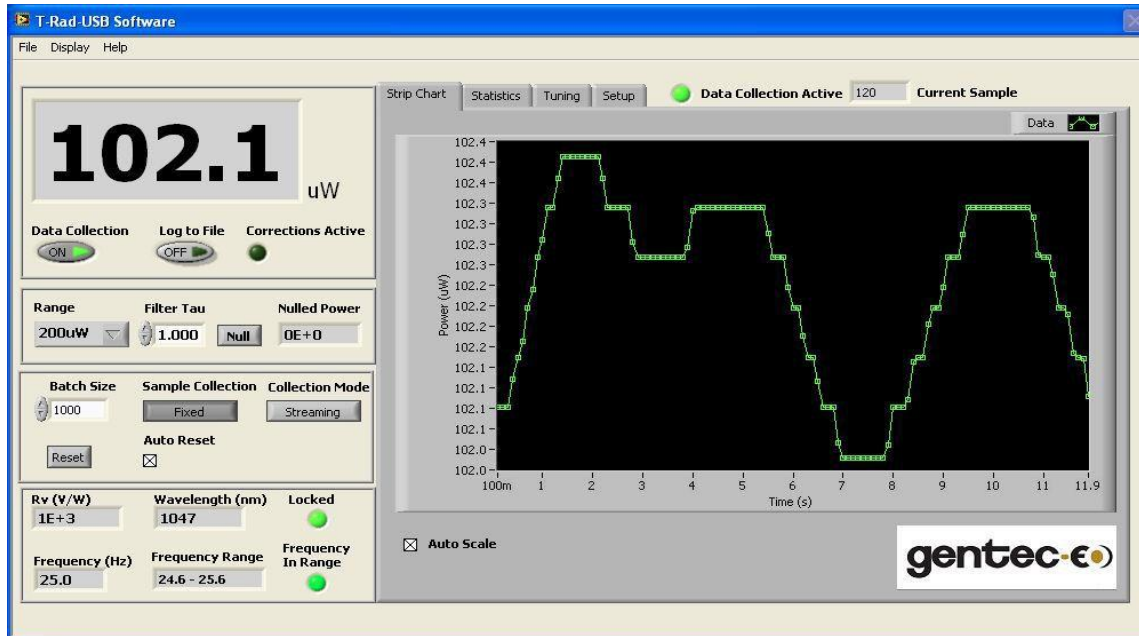 T-Rad-USB Software
File Display Help
102.1
uW
Data Collection Log to File Corrections Active
ON OFF
Range Filter Tau Nulled Power
200uW 1.000 Null 0E+0
Batch Size Sample Collection Collection Mode
1000 Fixed Streaming
Auto Reset
Reset
Rv (V/W) Wavelength (nm) Locked
1E+3 1047
Frequency (Hz) Frequency Range Frequency In Range
25.0 24.6 - 25.6
Strip Chart Statistics Tuning Setup Data Collection Active 120 Current Sample
Data
102.4
102.4
102.4
102.3
102.3
102.3
102.3
102.2
102.2
102.2
102.2
102.1
102.1
102.1
102.1
102.0
102.0
Power (uW)
100m 1 2 3 4 5 6 7 8 9 10 11 11.9
Time (s)
Auto Scale
gentec-eo